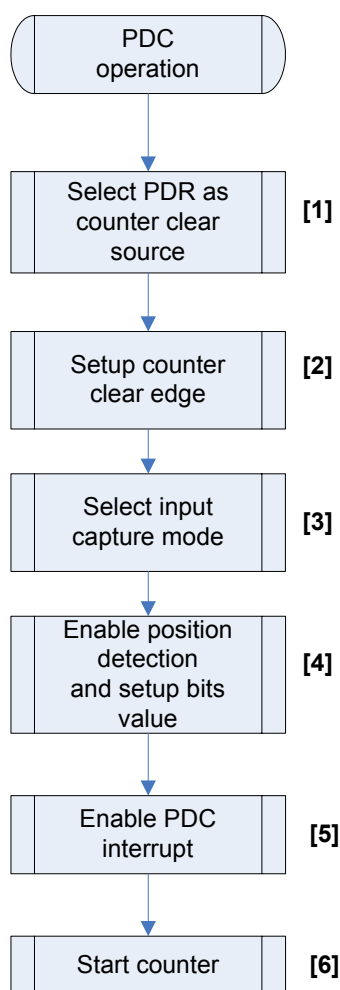 PDC
operation
Select PDR as
counter clear
source
[1]
Setup counter
clear edge
[2]
Select input
capture mode
[3]
Enable position
detection
and setup bits
value
[4]
Enable PDC
interrupt
[5]
Start counter
[6]